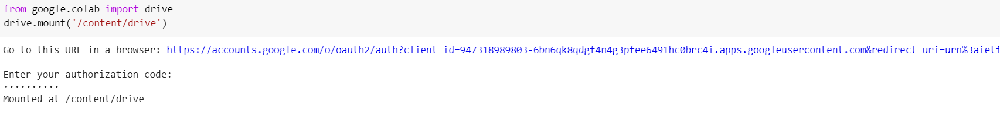 from google.colab import drive
drive.mount('/content/drive')
Go to this URL in a browser: https://accounts.google.com/o/oauth2/auth?client_id=947318989803-6bn6qk8qdgf4n4g3pfee6491hc0brc4i.apps.googleusercontent.com&redirect_uri=urn%3aietf
Enter your authorization code:
··········
Mounted at /content/drive